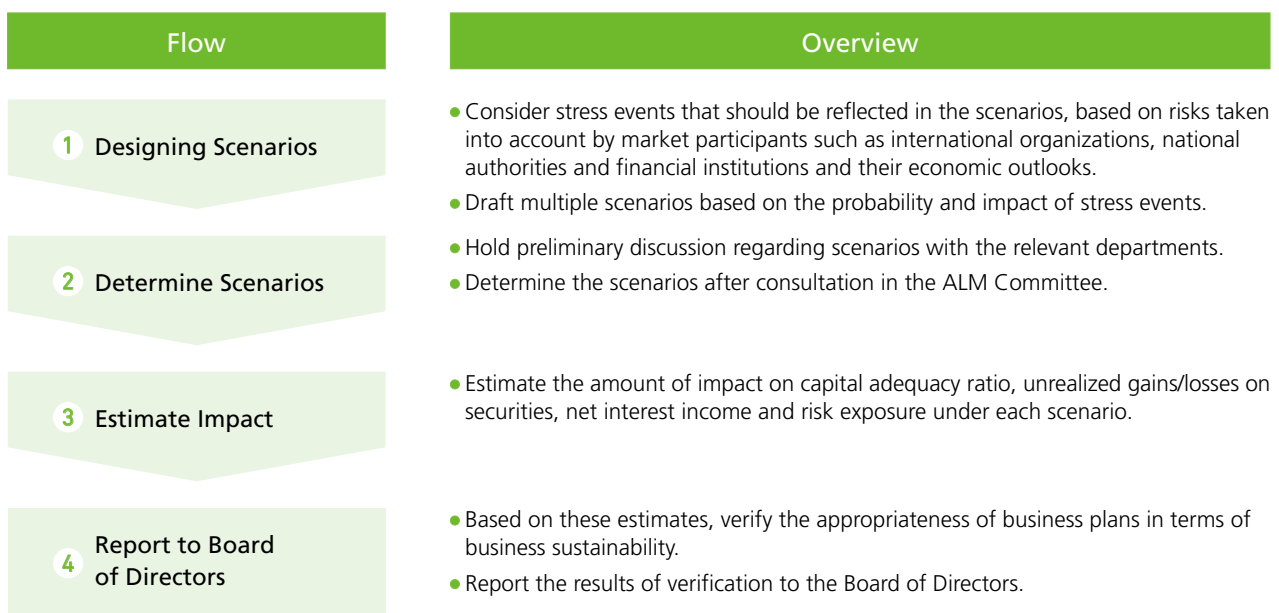 Flow
Overview
1 Designing Scenarios
● Consider stress events that should be reflected in the scenarios, based on risks taken
into account by market participants such as international organizations, national
authorities and financial institutions and their economic outlooks.
● Draft multiple scenarios based on the probability and impact of stress events.
2 Determine Scenarios
● Hold preliminary discussion regarding scenarios with the relevant departments.
● Determine the scenarios after consultation in the ALM Committee.
3 Estimate Impact
● Estimate the amount of impact on capital adequacy ratio, unrealized gains/losses on
securities, net interest income and risk exposure under each scenario.
4 Report to Board
of Directors
● Based on these estimates, verify the appropriateness of business plans in terms of
business sustainability.
● Report the results of verification to the Board of Directors.